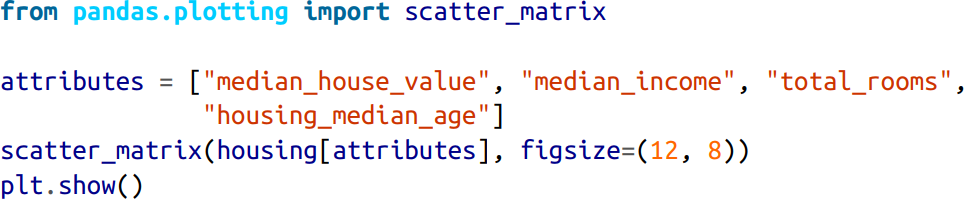 from pandas.plotting import scatter_matrix
attributes = ["median_house_value", "median_income", "total_rooms",
"housing_median_age"]
scatter_matrix(housing[attributes], figsize=(12, 8))
plt.show()